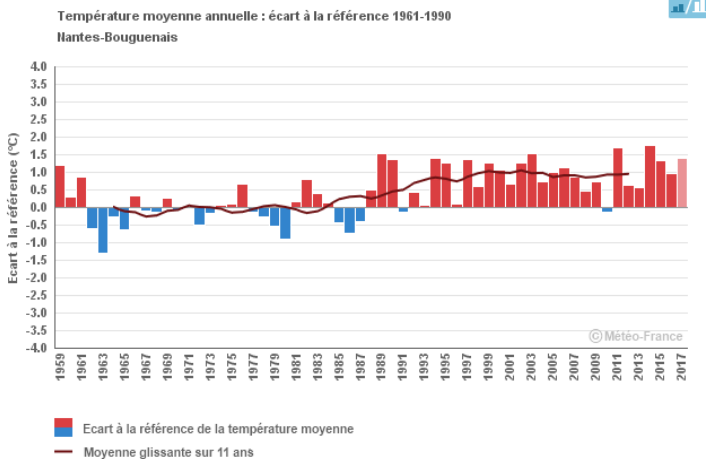 Température moyenne annuelle : écart à la référence 1961-1990
Nantes-Bouguenais
Ecart à la référence (°C)
4.0
3.5
3.0
2.5
2.0
1.5
1.0
0.5
0.0
-0.5
-1.0
-1.5
-2.0
-2.5
-3.0
-3.5
-4.0
© Météo-France
1959 1961 1963 1965 1967 1969 1971 1973 1975 1977 1979 1981 1983 1985 1987 1989 1991 1993 1995 1997 1999 2001 2003 2005 2007 2009 2011 2013 2015 2017
Ecart à la référence de la température moyenne
Moyenne glissante sur 11 ans